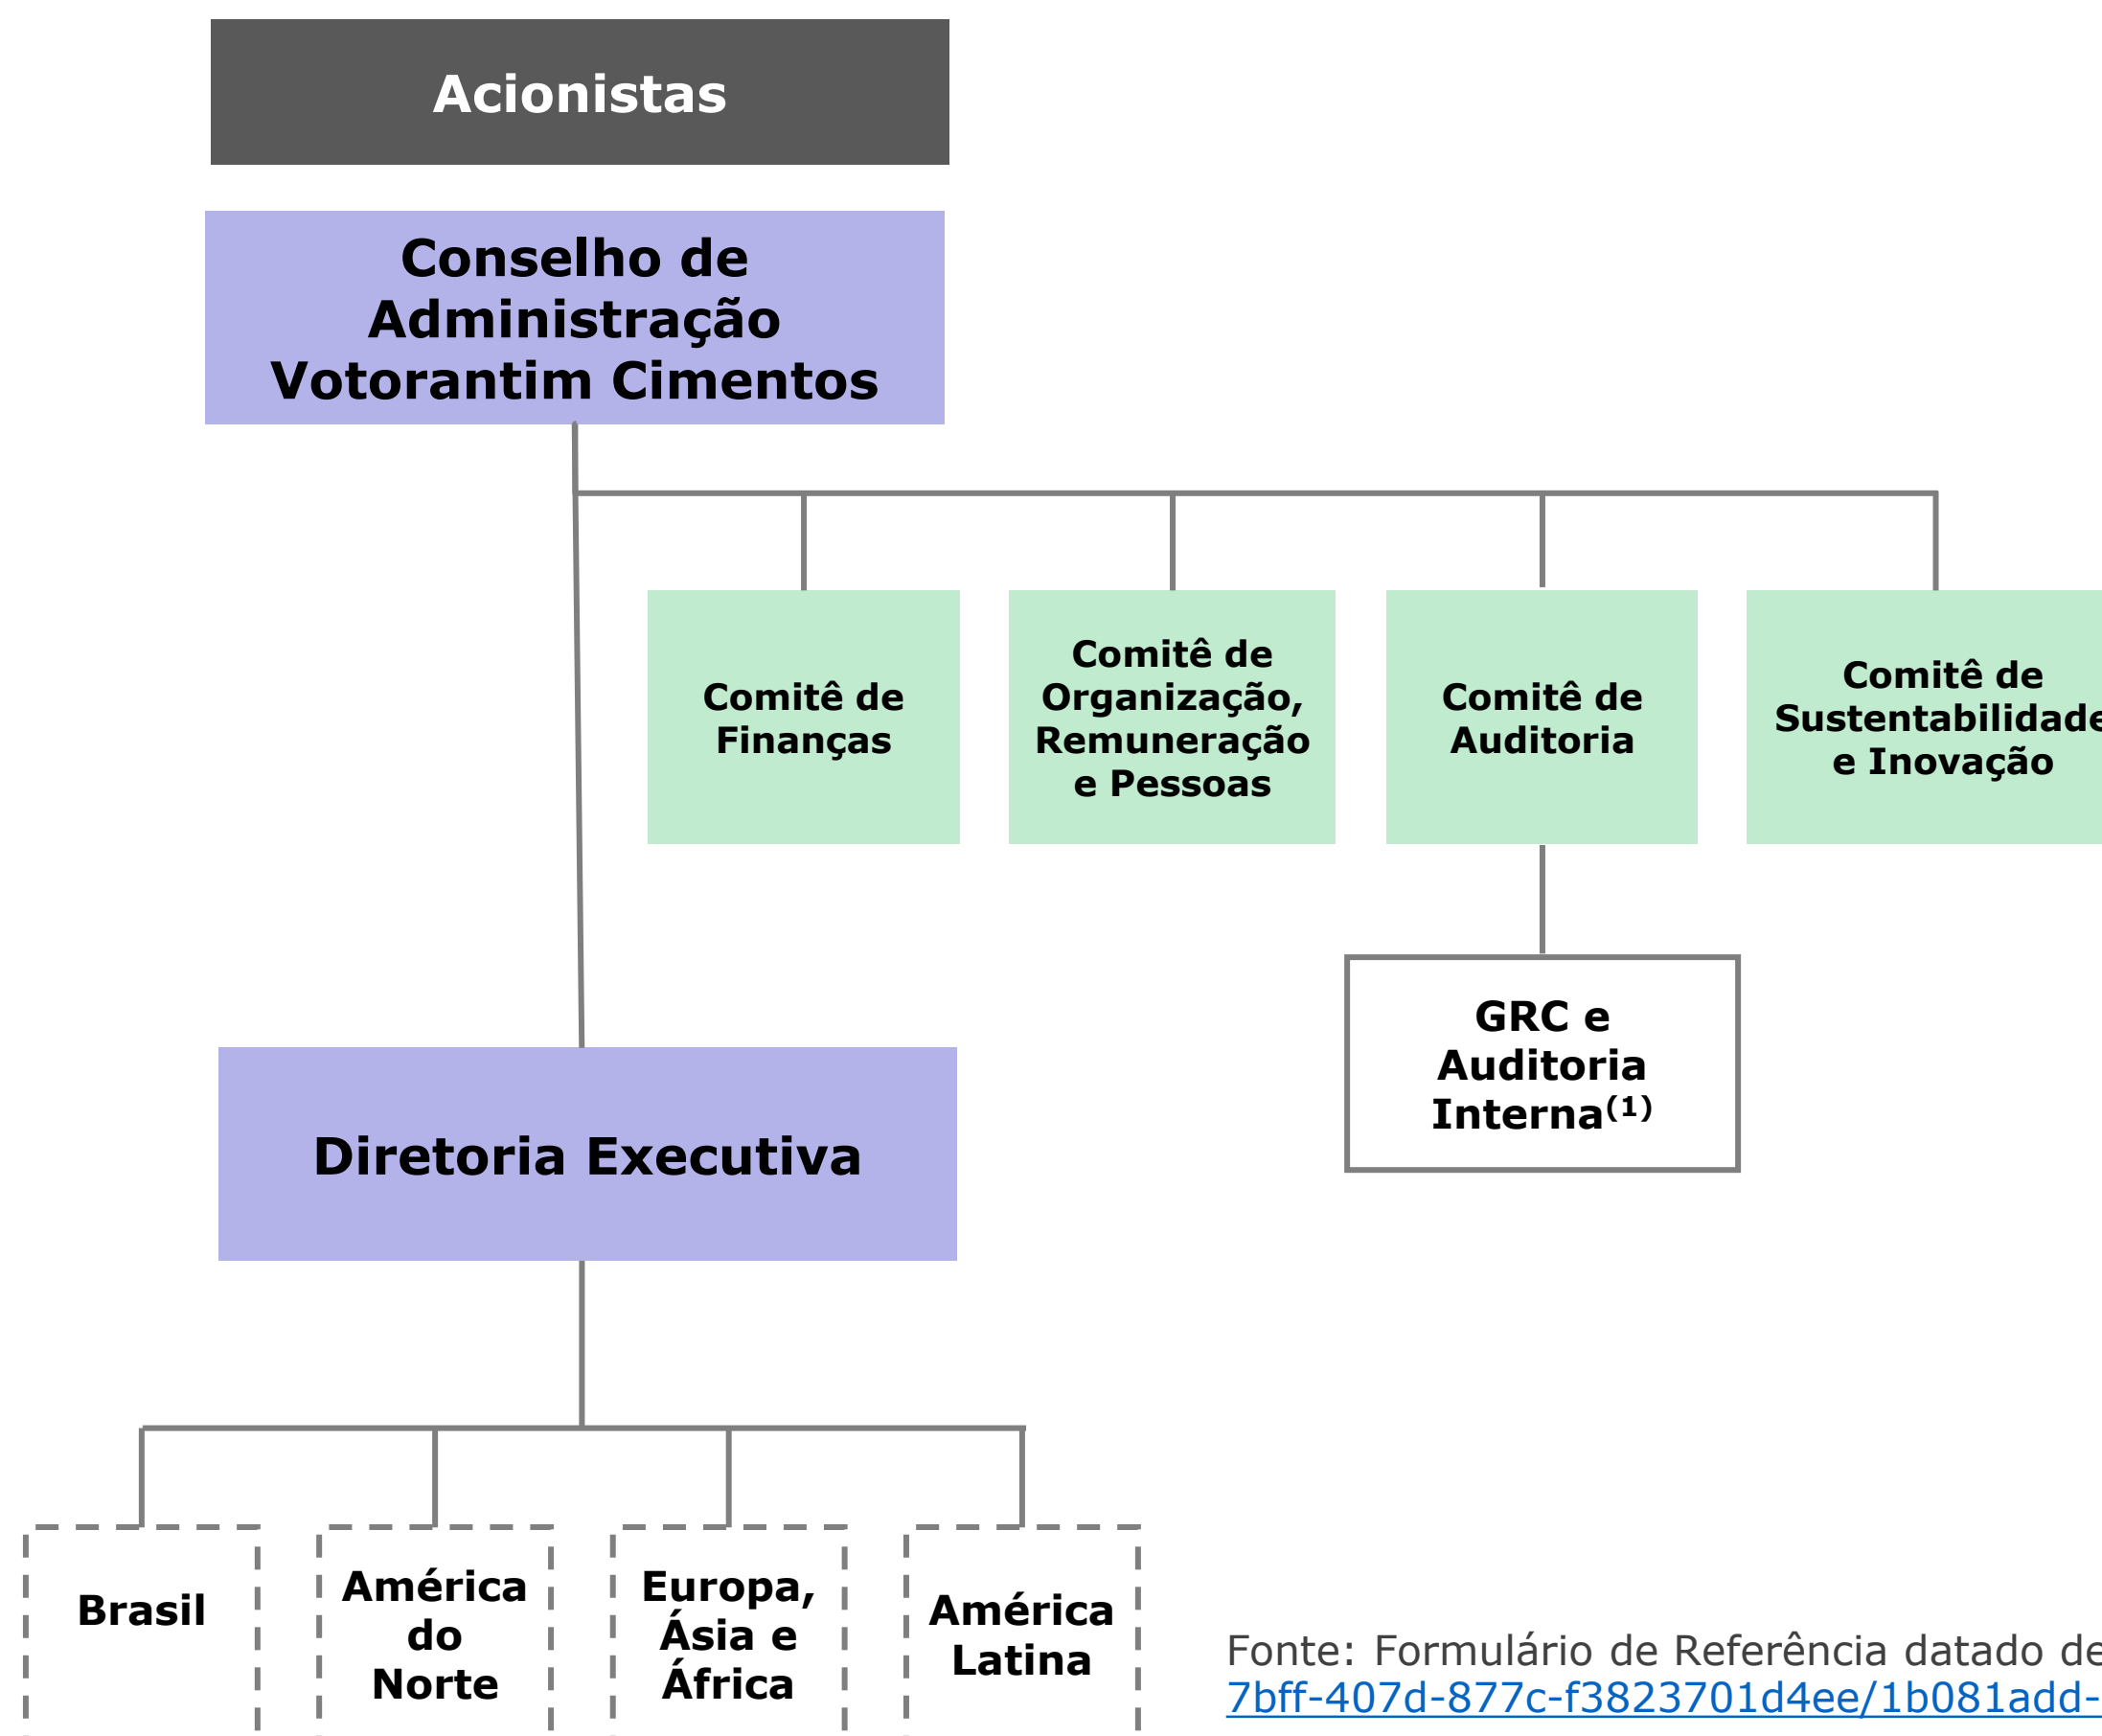 Acionistas
Conselho de
Administração
Votorantim Cimentos
Comitê de
Finanças
Comitê de
Organização,
Remuneração
e Pessoas
Comitê de
Auditoria
Comitê de
Sustentabilidade
e Inovação
GRC e
Auditoria
Interna(1)
Diretoria Executiva
Brasil
América
do
Norte
Europa,
Ásia e
África
América
Latina
Fonte: Formulário de Referência datado de
7bff-407d-877c-f3823701d4ee/1b081add-